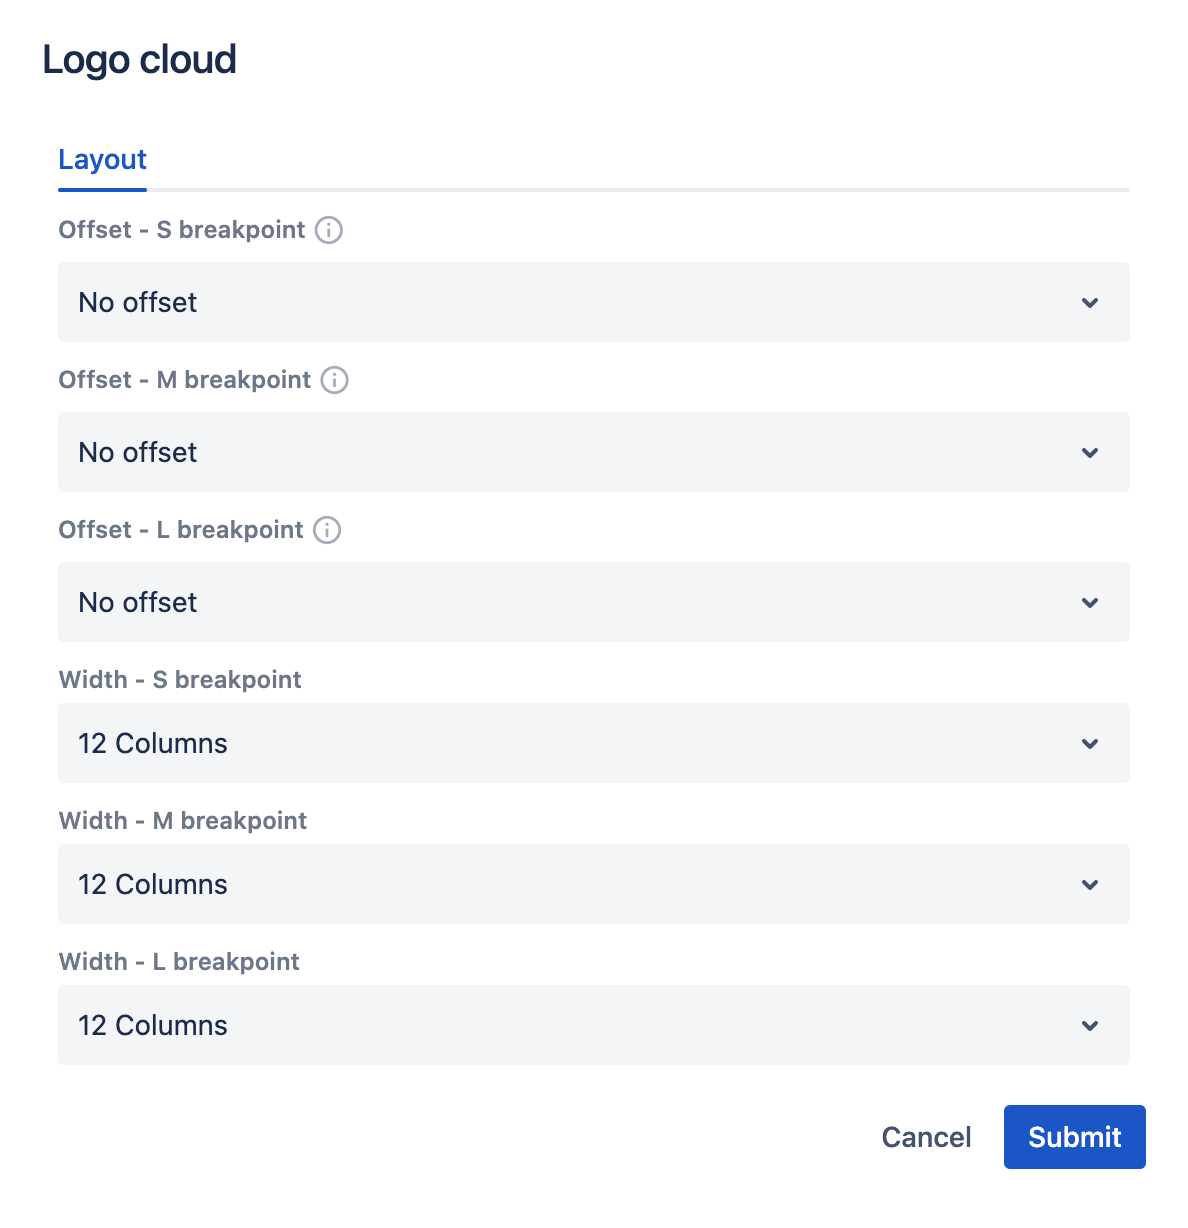 Logo cloud
Layout
Offset - S breakpoint
No offset
Offset - M breakpoint
No offset
Offset - L breakpoint
No offset
Width - S breakpoint
12 Columns
Width - M breakpoint
12 Columns
Width - L breakpoint
12 Columns
Cancel Submit